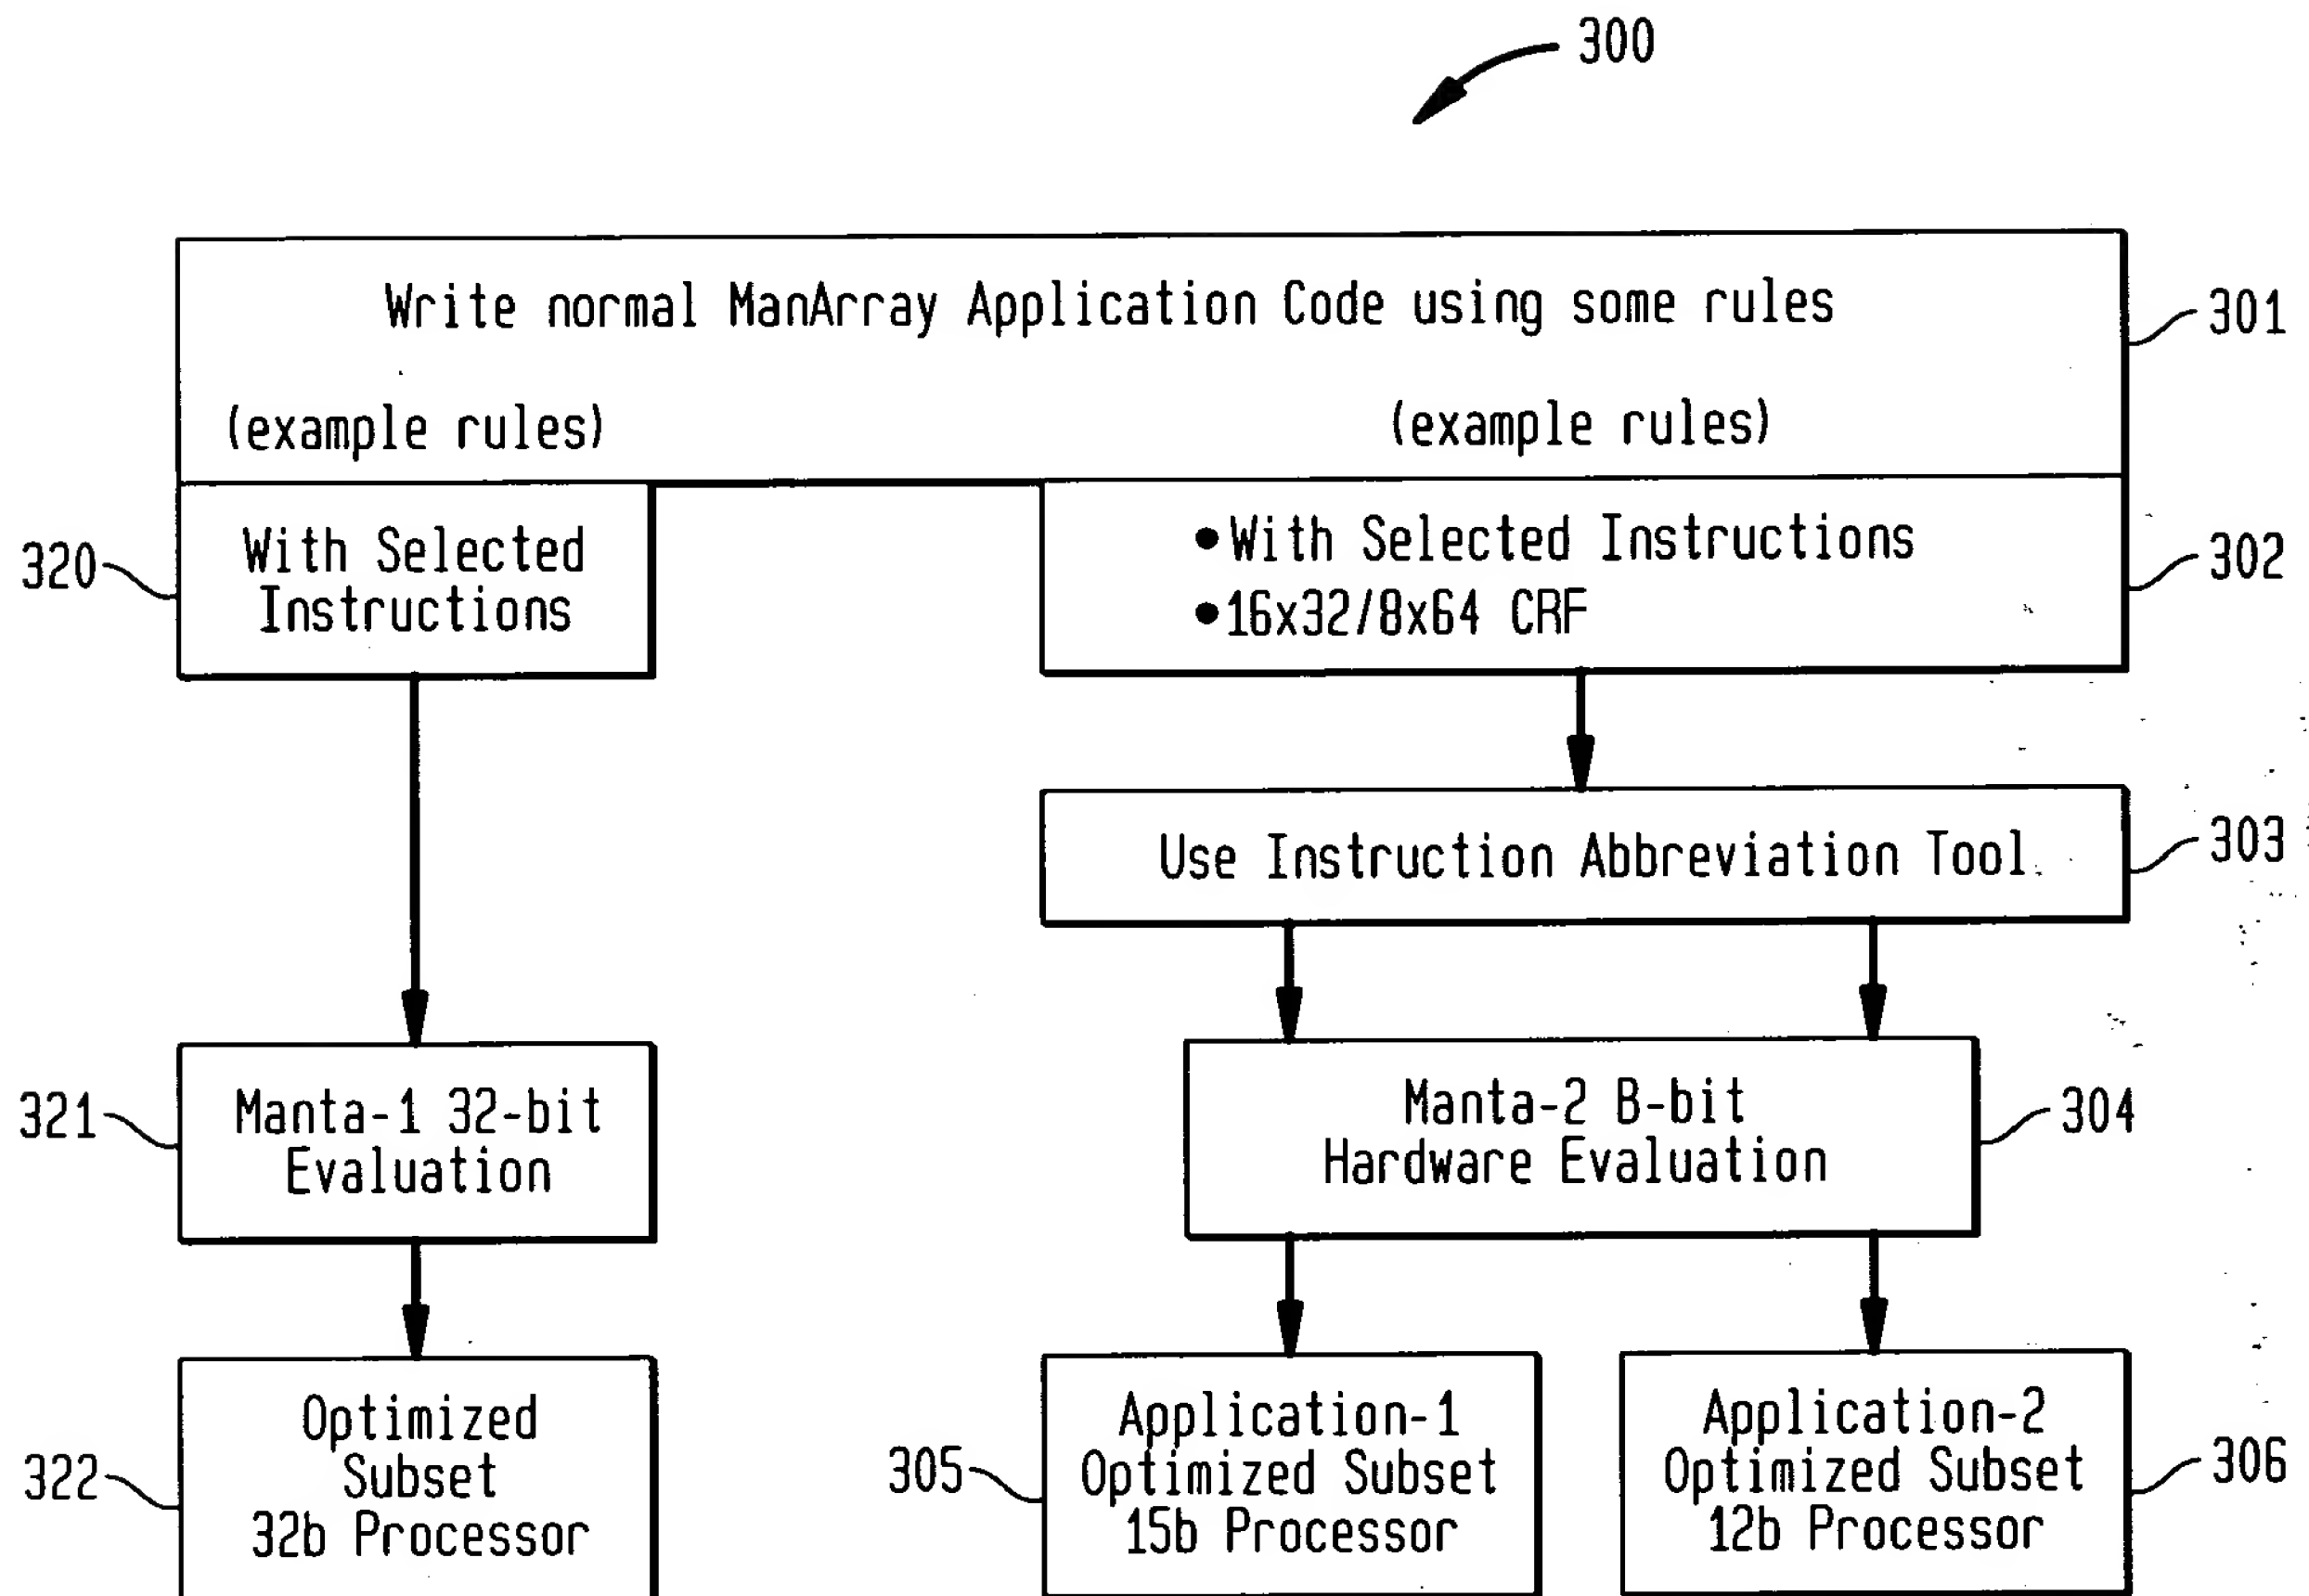 300
Write normal ManArray Application Code using some rules
301
(example rules)
(example rules)
320
With Selected
Instructions
●With Selected Instructions
●16x32/8x64 CRF
302
Use Instruction Abbreviation Tool
303
321
Manta-1 32-bit
Evaluation
Manta-2 B-bit
Hardware Evaluation
304
322
Optimized
Subset
32b Processor
305
Application-1
Optimized Subset
15b Processor
Application-2
Optimized Subset
12b Processor
306